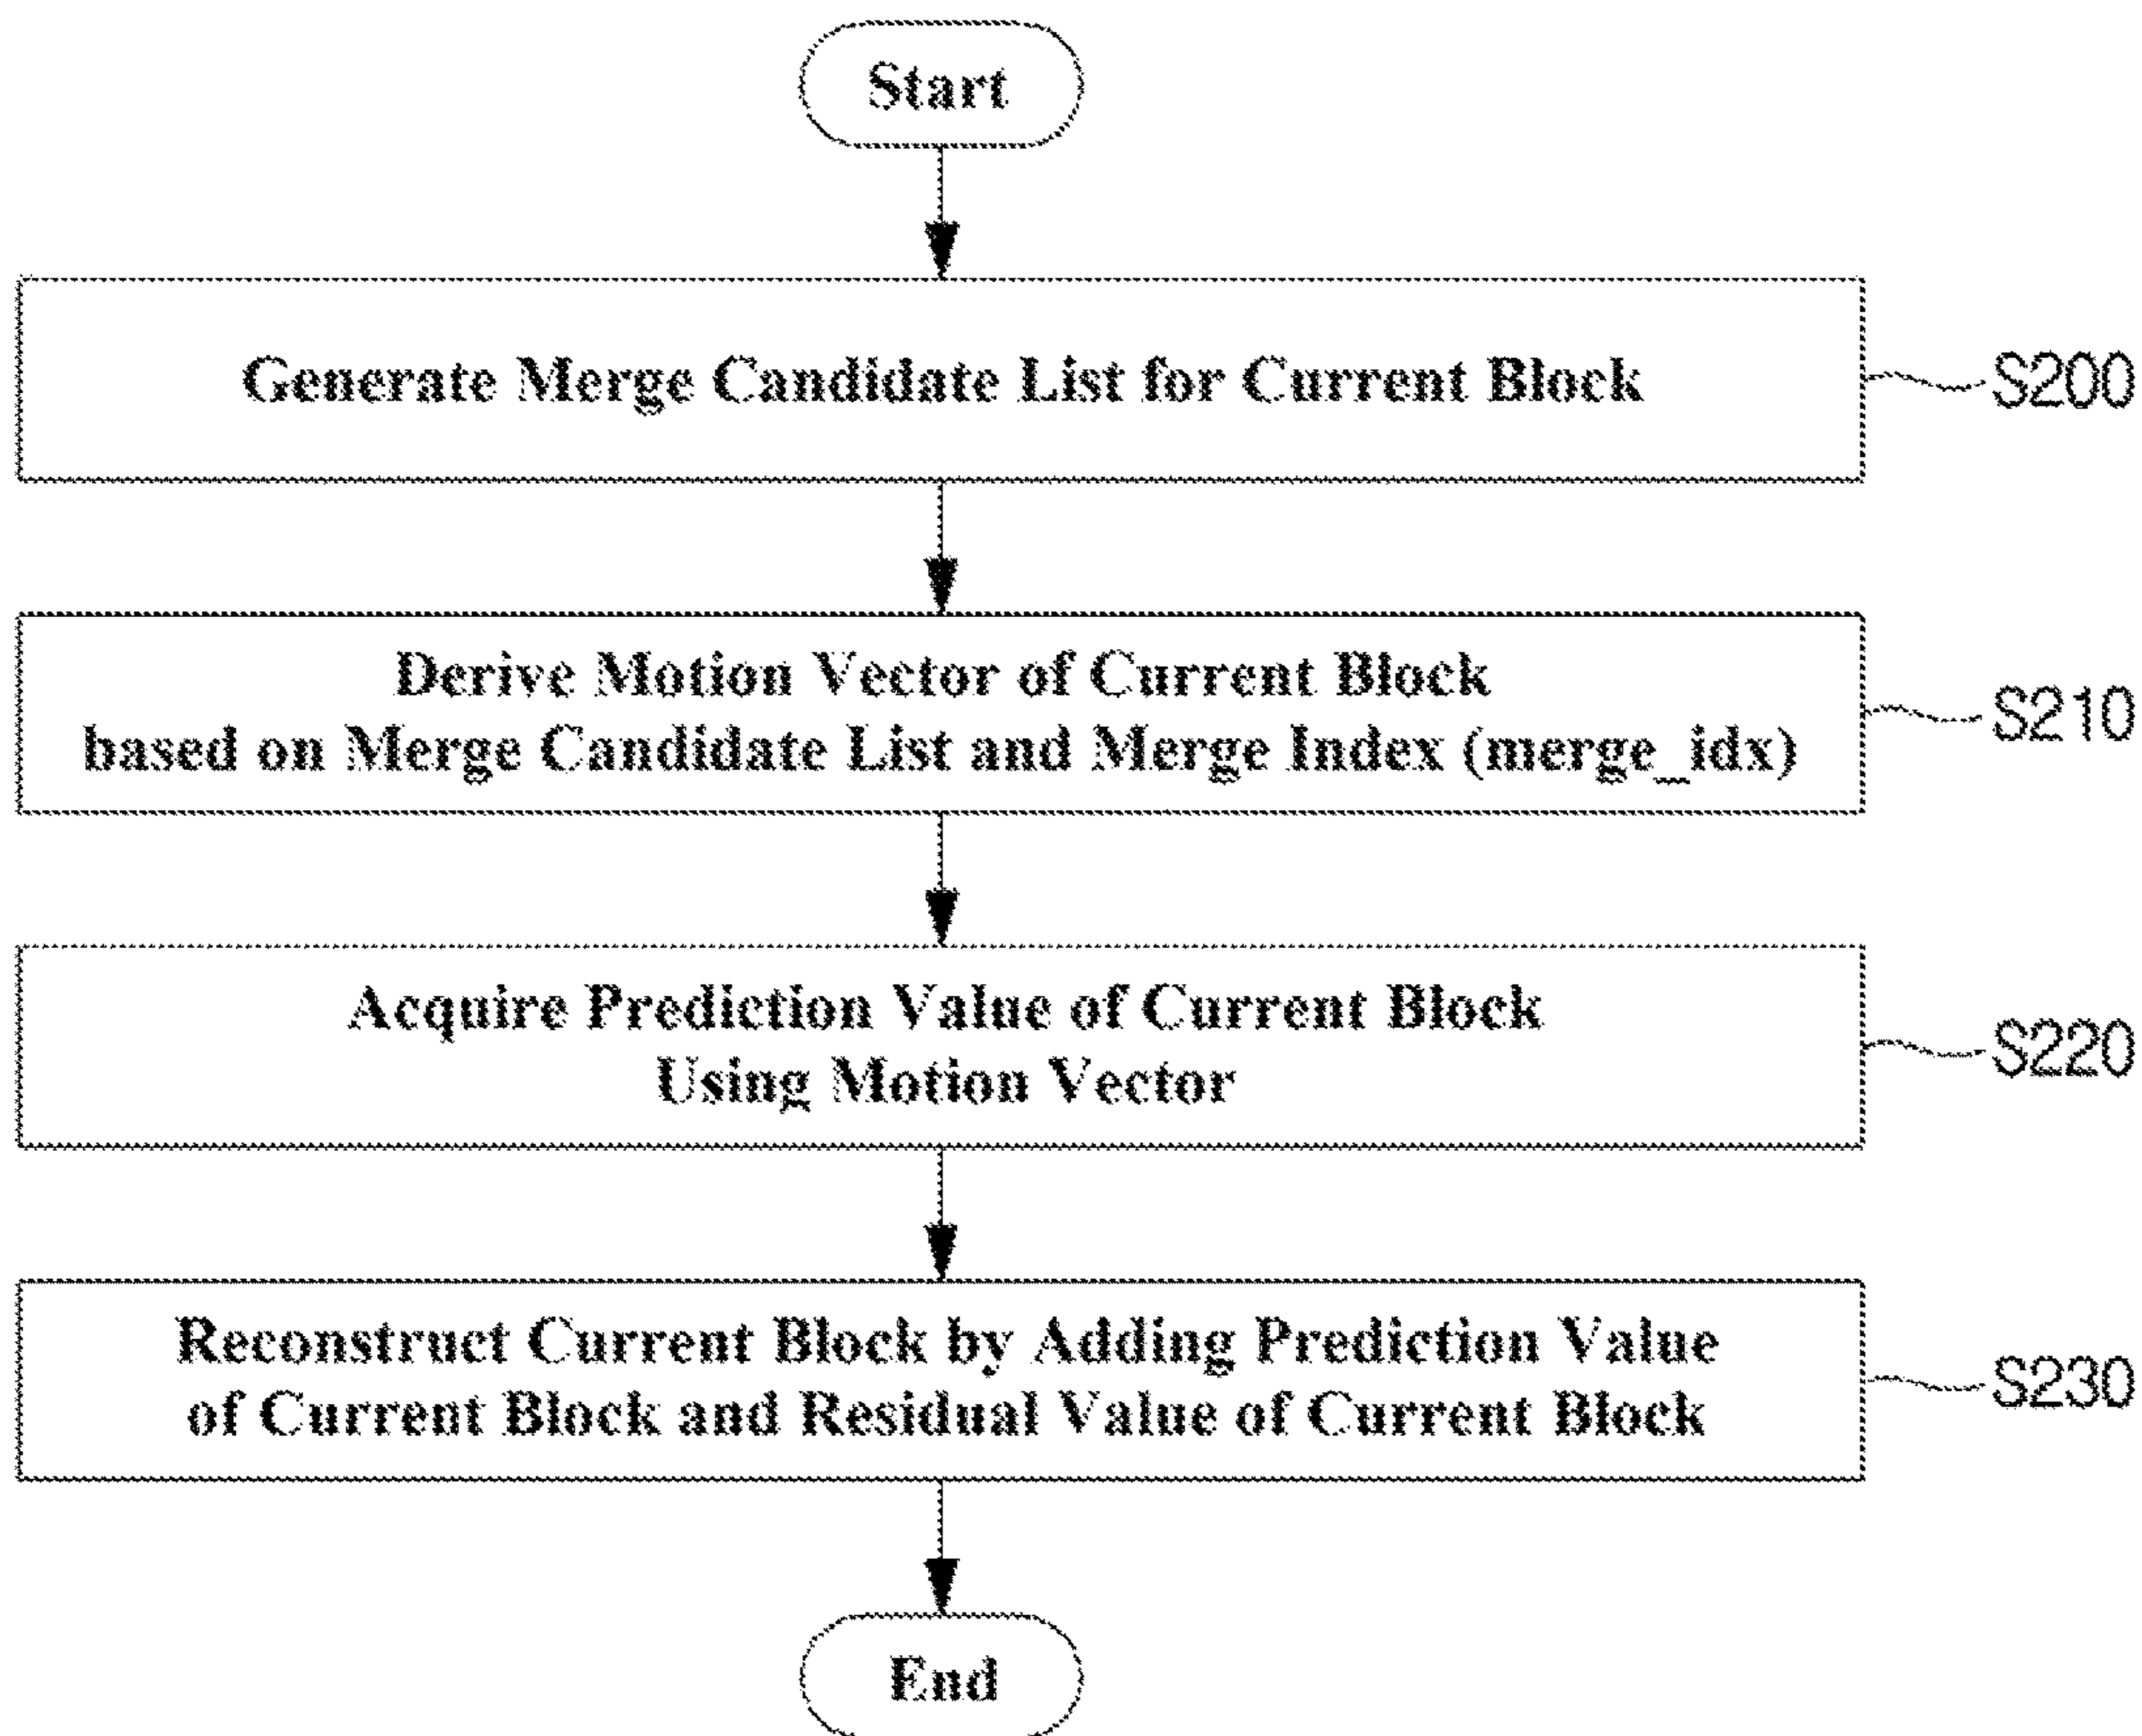 Start
Generate Merge Candidate List for Current Block
S200
Derive Motion Vector of Current Block
based on Merge Candidate List and Merge Index (merge_idx)
S210
Acquire Prediction Value of Current Block
Using Motion Vector
S220
Reconstruct Current Block by Adding Prediction Value
of Current Block and Residual Value of Current Block
S230
End